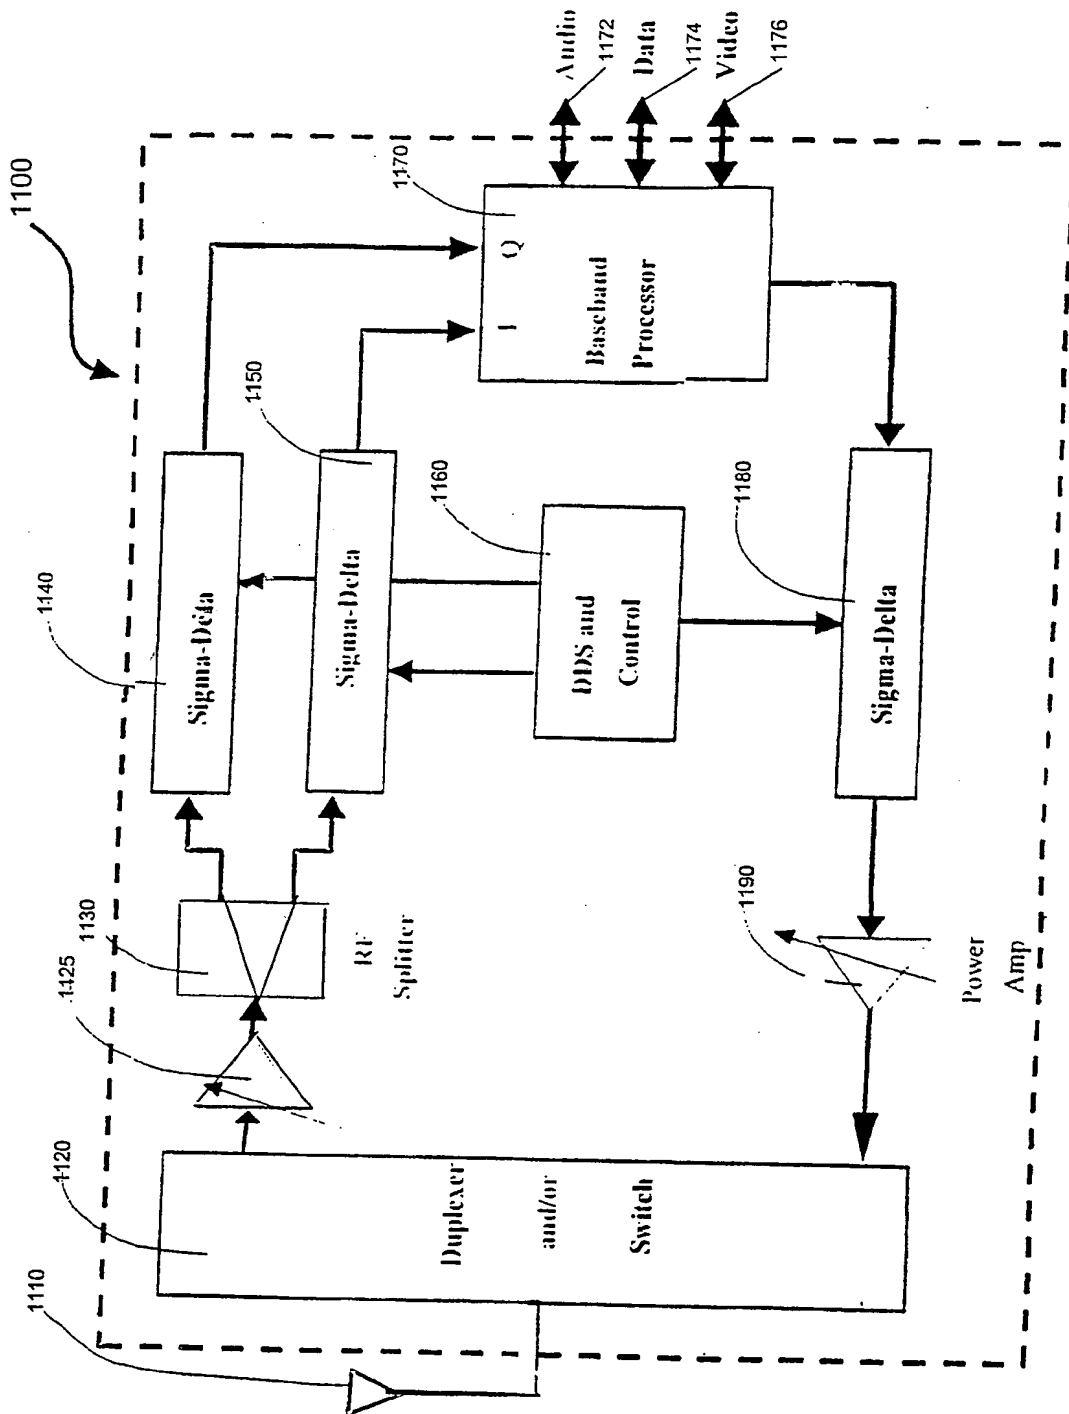 1100
1110
1120
1425
1130
1140
1150
1160
1170
1172
1174
1176
1180
1190
Duplexer
and/or
Switch
RF
Splitter
Sigma-Delta
Sigma-Delta
DDS and
Control
I Q
Baseband
Processor
Audio
Data
Video
Sigma-Delta
Power
Amp